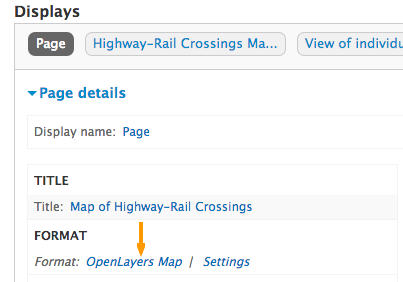 Displays
Page Highway-Rail Crossings Ma... View of individu
Page details
Display name: Page
TITLE
Title: Map of Highway-Rail Crossings
FORMAT
Format: OpenLayers Map | Settings